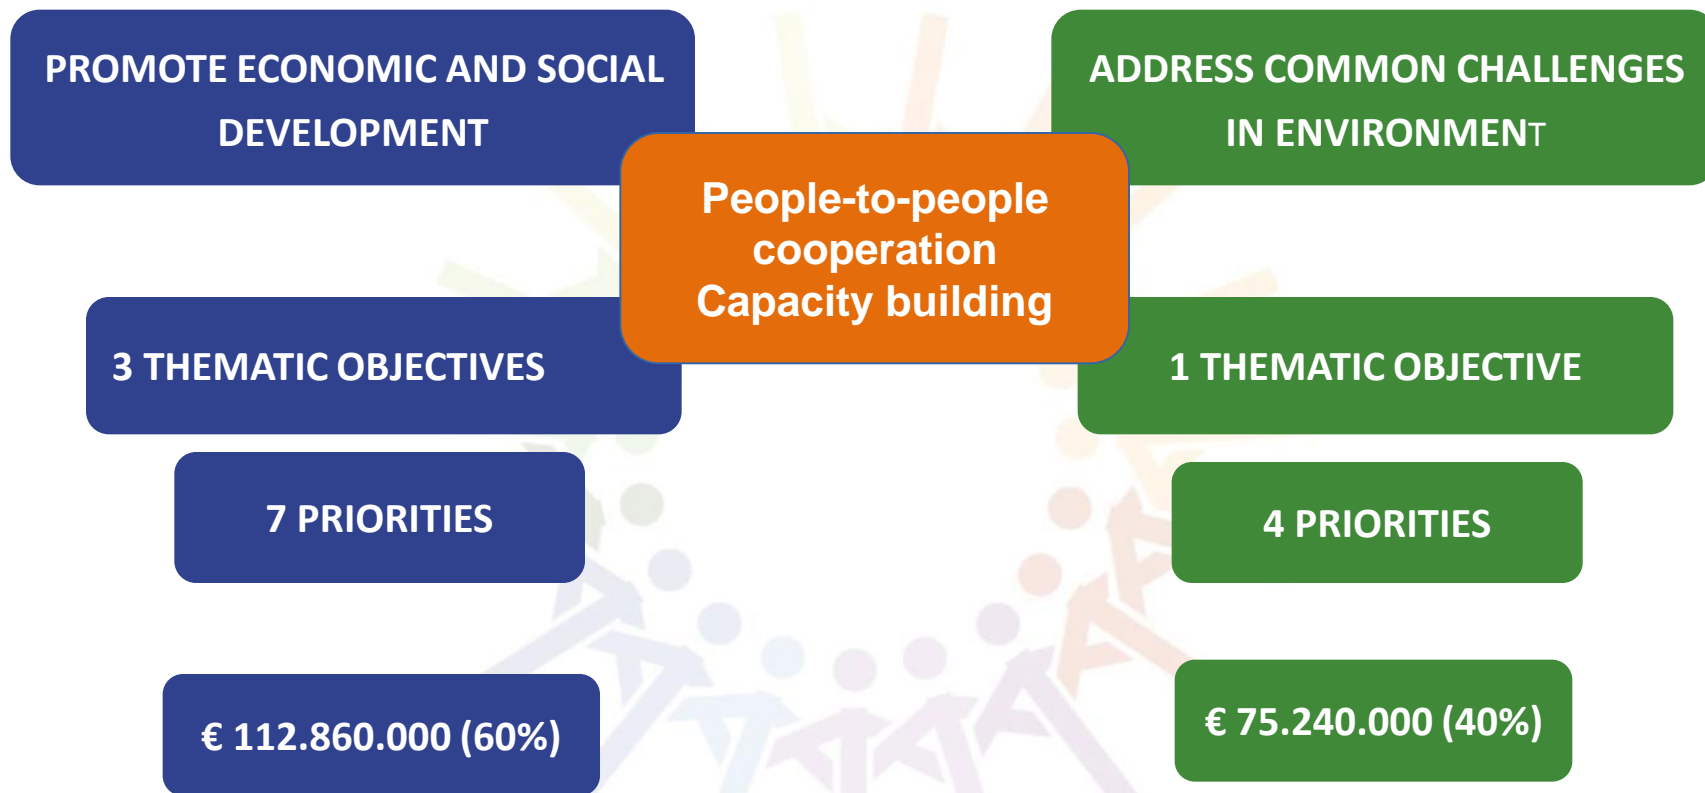 PROMOTE ECONOMIC AND SOCIAL
DEVELOPMENT
ADDRESS COMMON CHALLENGES
IN ENVIRONMENT
People-to-people
cooperation
Capacity building
3 THEMATIC OBJECTIVES
1 THEMATIC OBJECTIVE
7 PRIORITIES
4 PRIORITIES
€ 112.860.000 (60%)
€ 75.240.000 (40%)